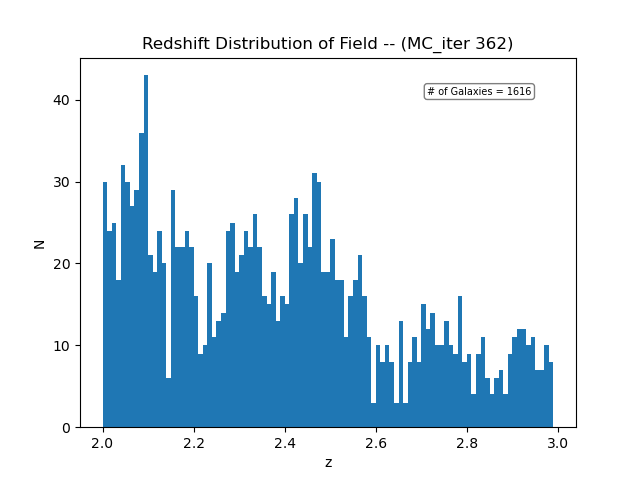 Redshift Distribution of Field -- (MC_iter 362)
# of Galaxies = 1616
40
30
20
10
0
N
2.0 2.2 2.4 2.6 2.8 3.0
z